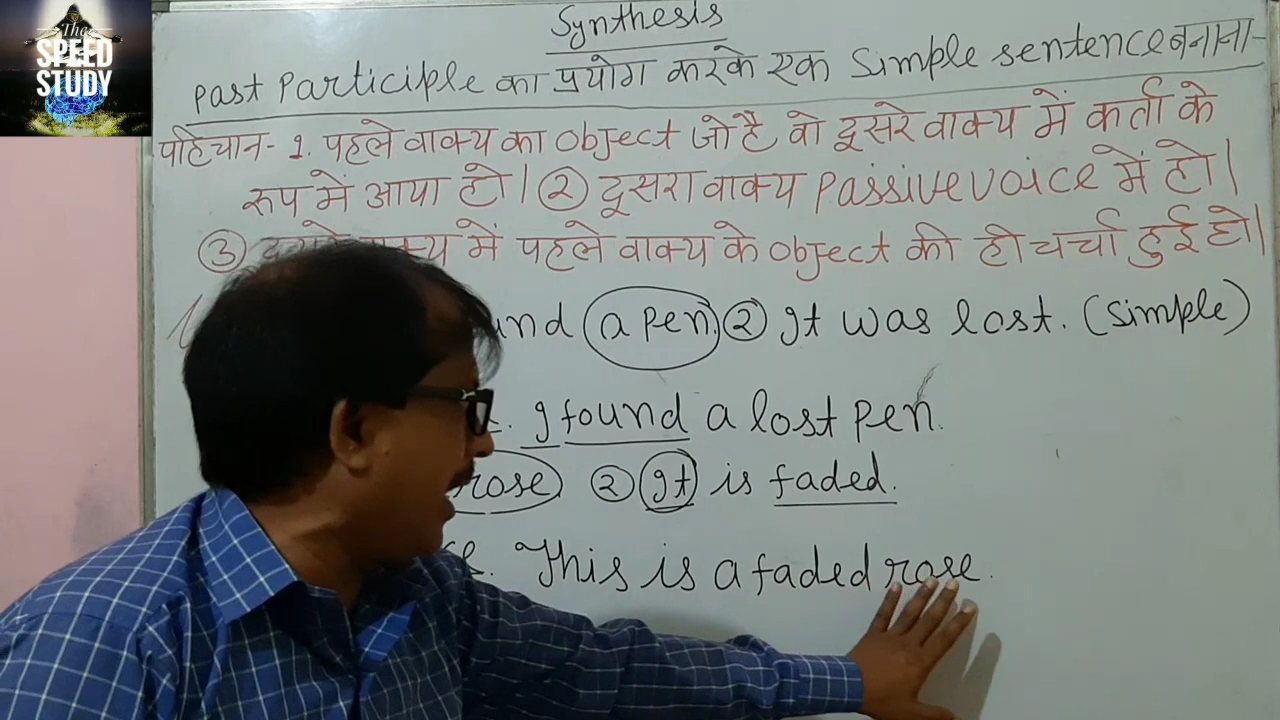 The
SPEED
STUDY
Synthesis
Past Participle का प्रयोग करके एक Simple sentence बनाना-
पहिचान- 1. पहले वाक्य का object जो है वो दूसरे वाक्य में कर्ता के
रूप में आया हो। ② दूसरा वाक्य Passive voice में हो।
③ वाक्य में पहले वाक्य के object की ही चर्चा हुई हो।
a pen. ② It was lost. (Simple)
I found a lost pen.
rose ② It is faded.
This is a faded rose.